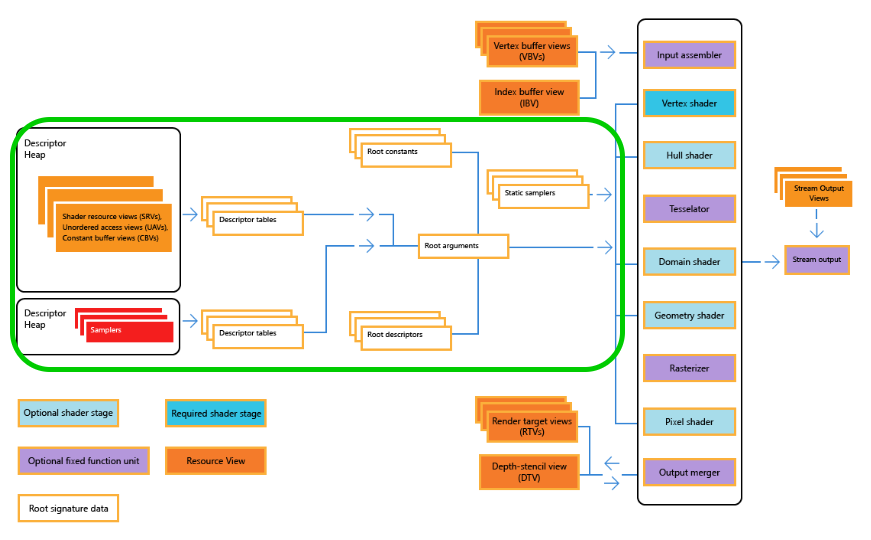 Vertex buffer views
(VBVs)
Index buffer view
(IBV)
Input assembler
Vertex shader
Hull shader
Tesselator
Domain shader
Geometry shader
Rasterizer
Pixel shader
Output merger
Stream Output
Views
Stream output
Descriptor
Heap
Shader resource views (SRVs),
Unordered access views (UAVs),
Constant buffer views (CBVs)
Descriptor tables
Root constants
Static samplers
Root arguments
Descriptor
Heap
Samplers
Descriptor tables
Root descriptors
Render target views
(RTVs)
Depth-stencil view
(DTV)
Optional shader stage
Required shader stage
Optional fixed function unit
Resource View
Root signature data